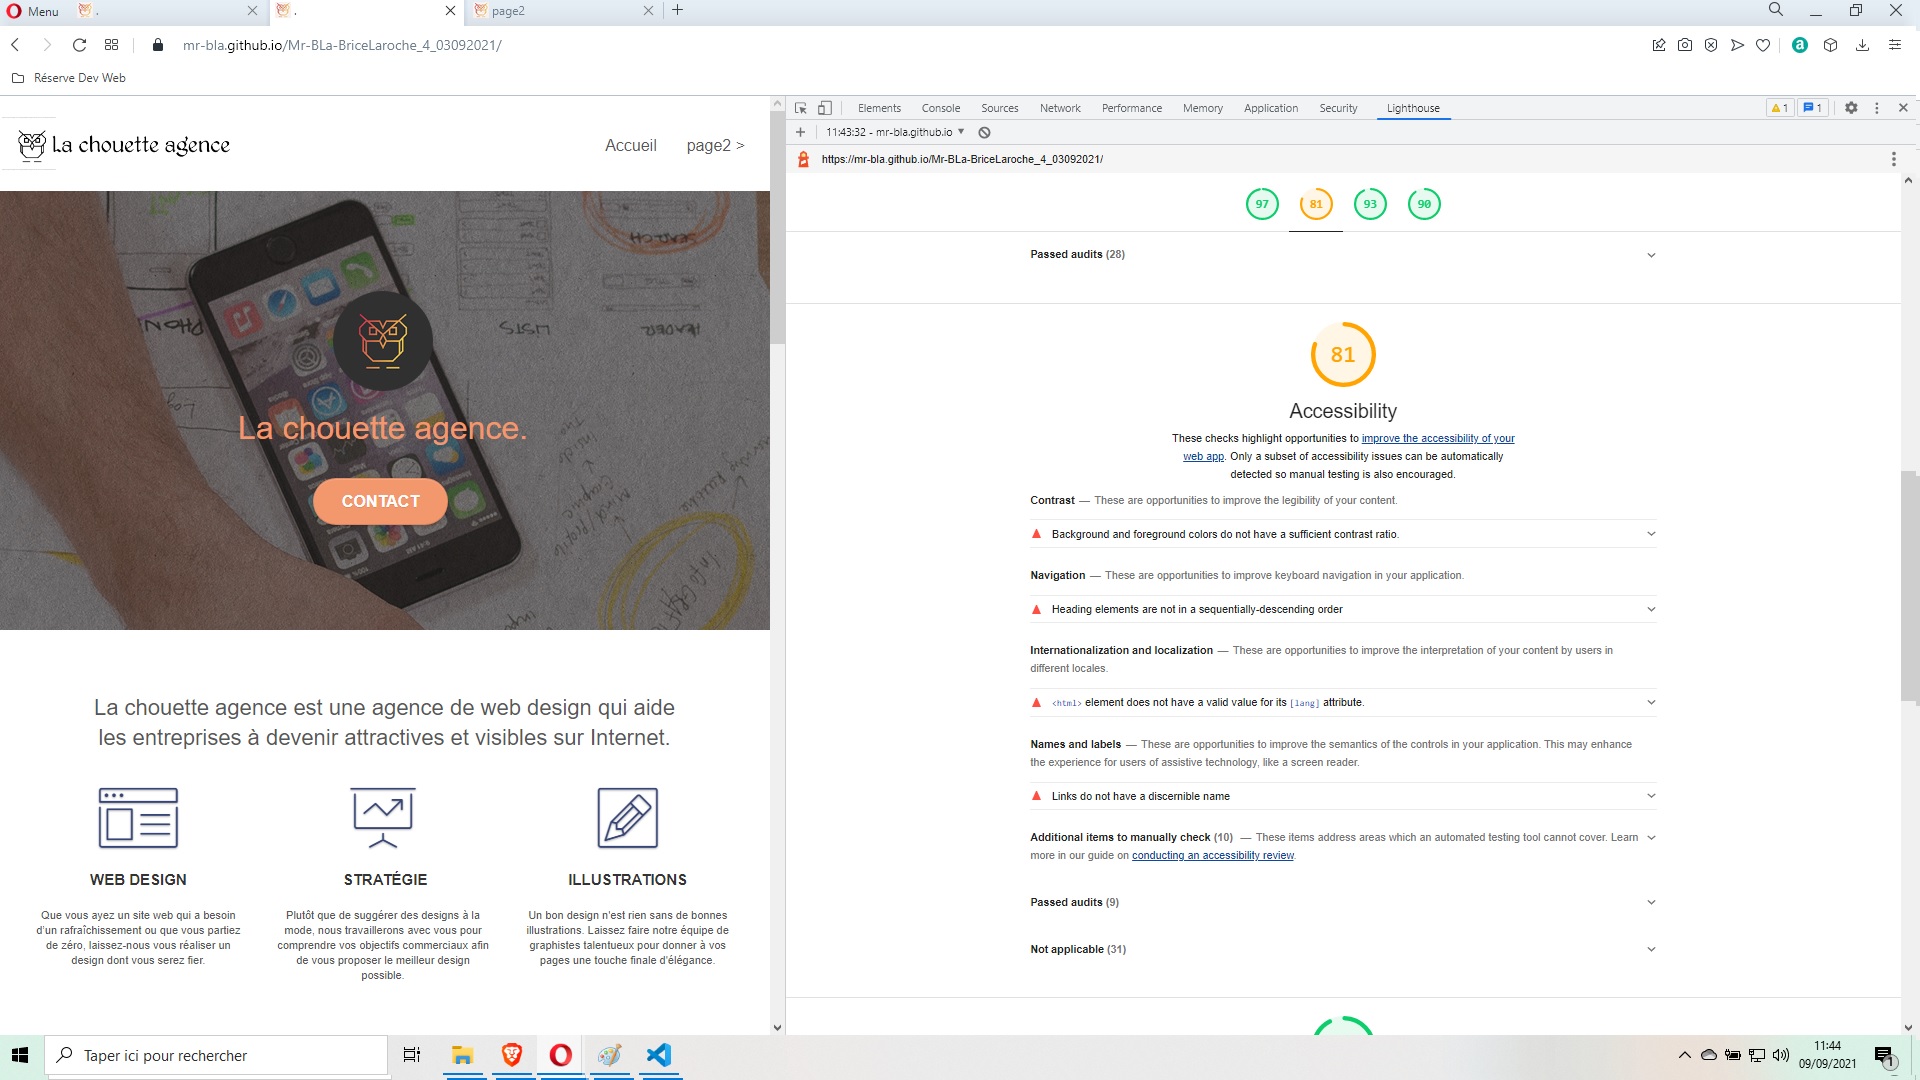 Menu
.
.
page2
mr-bla.github.io/Mr-BLa-BriceLaroche_4_03092021/
Réserve Dev Web
La chouette agence
Accueil
page2 >
SEARCH
LISTS
HEADER
La chouette agence.
CONTACT
La chouette agence est une agence de web design qui aide
les entreprises à devenir attractives et visibles sur Internet.
WEB DESIGN
Que vous ayez un site web qui a besoin
d'un rafraîchissement ou que vous partiez
de zéro, laissez-nous vous réaliser un
design dont vous serez fier.
STRATÉGIE
Plutôt que de suggérer des designs à la
mode, nous travaillerons avec vous pour
comprendre vos objectifs commerciaux afin
de vous proposer le meilleur design
possible.
ILLUSTRATIONS
Un bon design n'est rien sans de bonnes
illustrations. Laissez faire notre équipe de
graphistes talentueux pour donner à vos
pages une touche finale d'élégance.
Elements Console Sources Network Performance Memory Application Security Lighthouse
1
1
11:43:32 - mr-bla.github.io
https://mr-bla.github.io/Mr-BLa-BriceLaroche_4_03092021/
97 81 93 90
Passed audits (28)
81
Accessibility
These checks highlight opportunities to improve the accessibility of your
web app. Only a subset of accessibility issues can be automatically
detected so manual testing is also encouraged.
Contrast — These are opportunities to improve the legibility of your content.
Background and foreground colors do not have a sufficient contrast ratio.
Navigation — These are opportunities to improve keyboard navigation in your application.
Heading elements are not in a sequentially-descending order
Internationalization and localization — These are opportunities to improve the interpretation of your content by users in
different locales.
<html> element does not have a valid value for its [lang] attribute.
Names and labels — These are opportunities to improve the semantics of the controls in your application. This may enhance
the experience for users of assistive technology, like a screen reader.
Links do not have a discernible name
Additional items to manually check (10) — These items address areas which an automated testing tool cannot cover. Learn
more in our guide on conducting an accessibility review.
Passed audits (9)
Not applicable (31)
Taper ici pour rechercher
11:44
09/09/2021
1